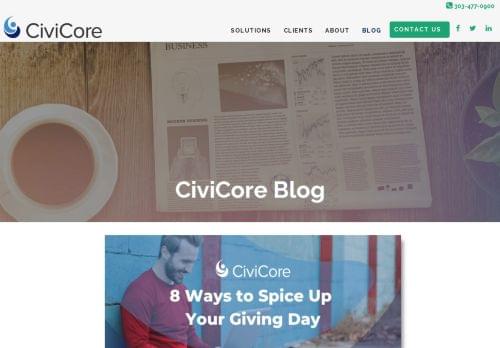 303-477-0900
CiviCore
SOLUTIONS CLIENTS ABOUT BLOG CONTACT US
BUSINESS
CiviCore Blog
CiviCore
8 Ways to Spice Up
Your Giving Day